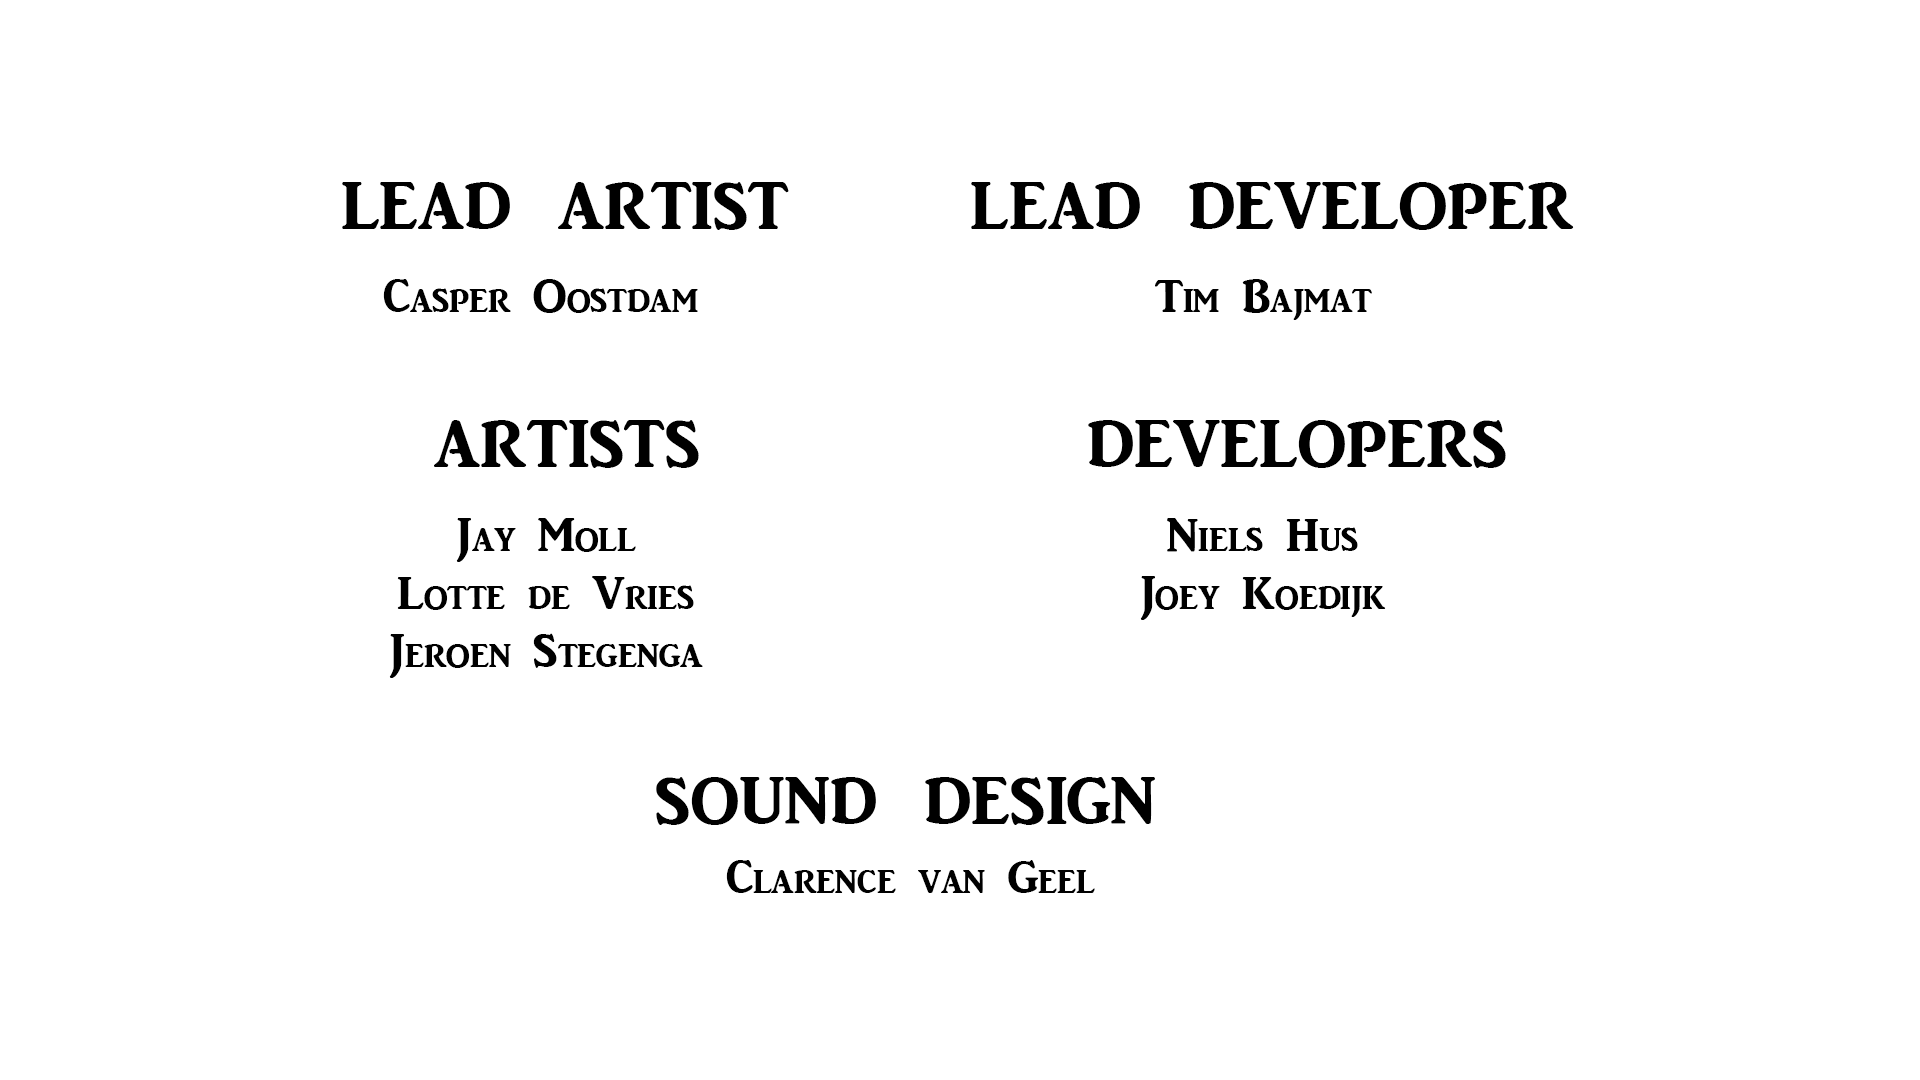 LEAD ARTIST
Casper Oostdam
LEAD DEVELOPER
Tim Bajmat
ARTISTS
Jay Moll
Lotte de Vries
Jeroen Stegenga
DEVELOPERS
Niels Hus
Joey Koedijk
SOUND DESIGN
Clarence van Geel